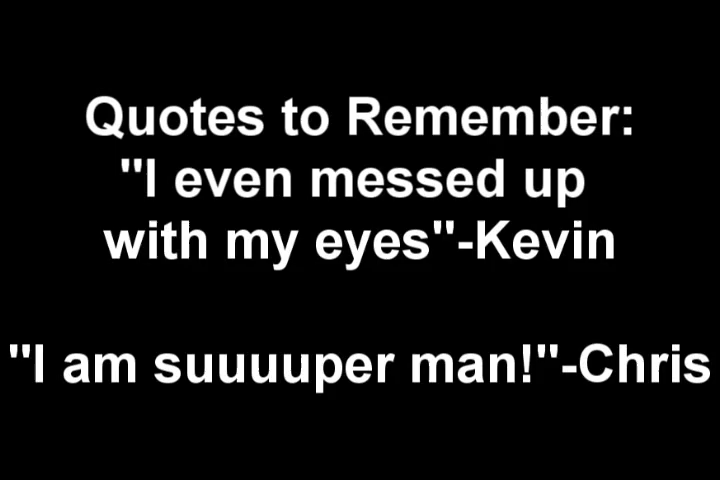 Quotes to Remember:
"I even messed up
with my eyes"-Kevin
"I am suuuuper man!"-Chris